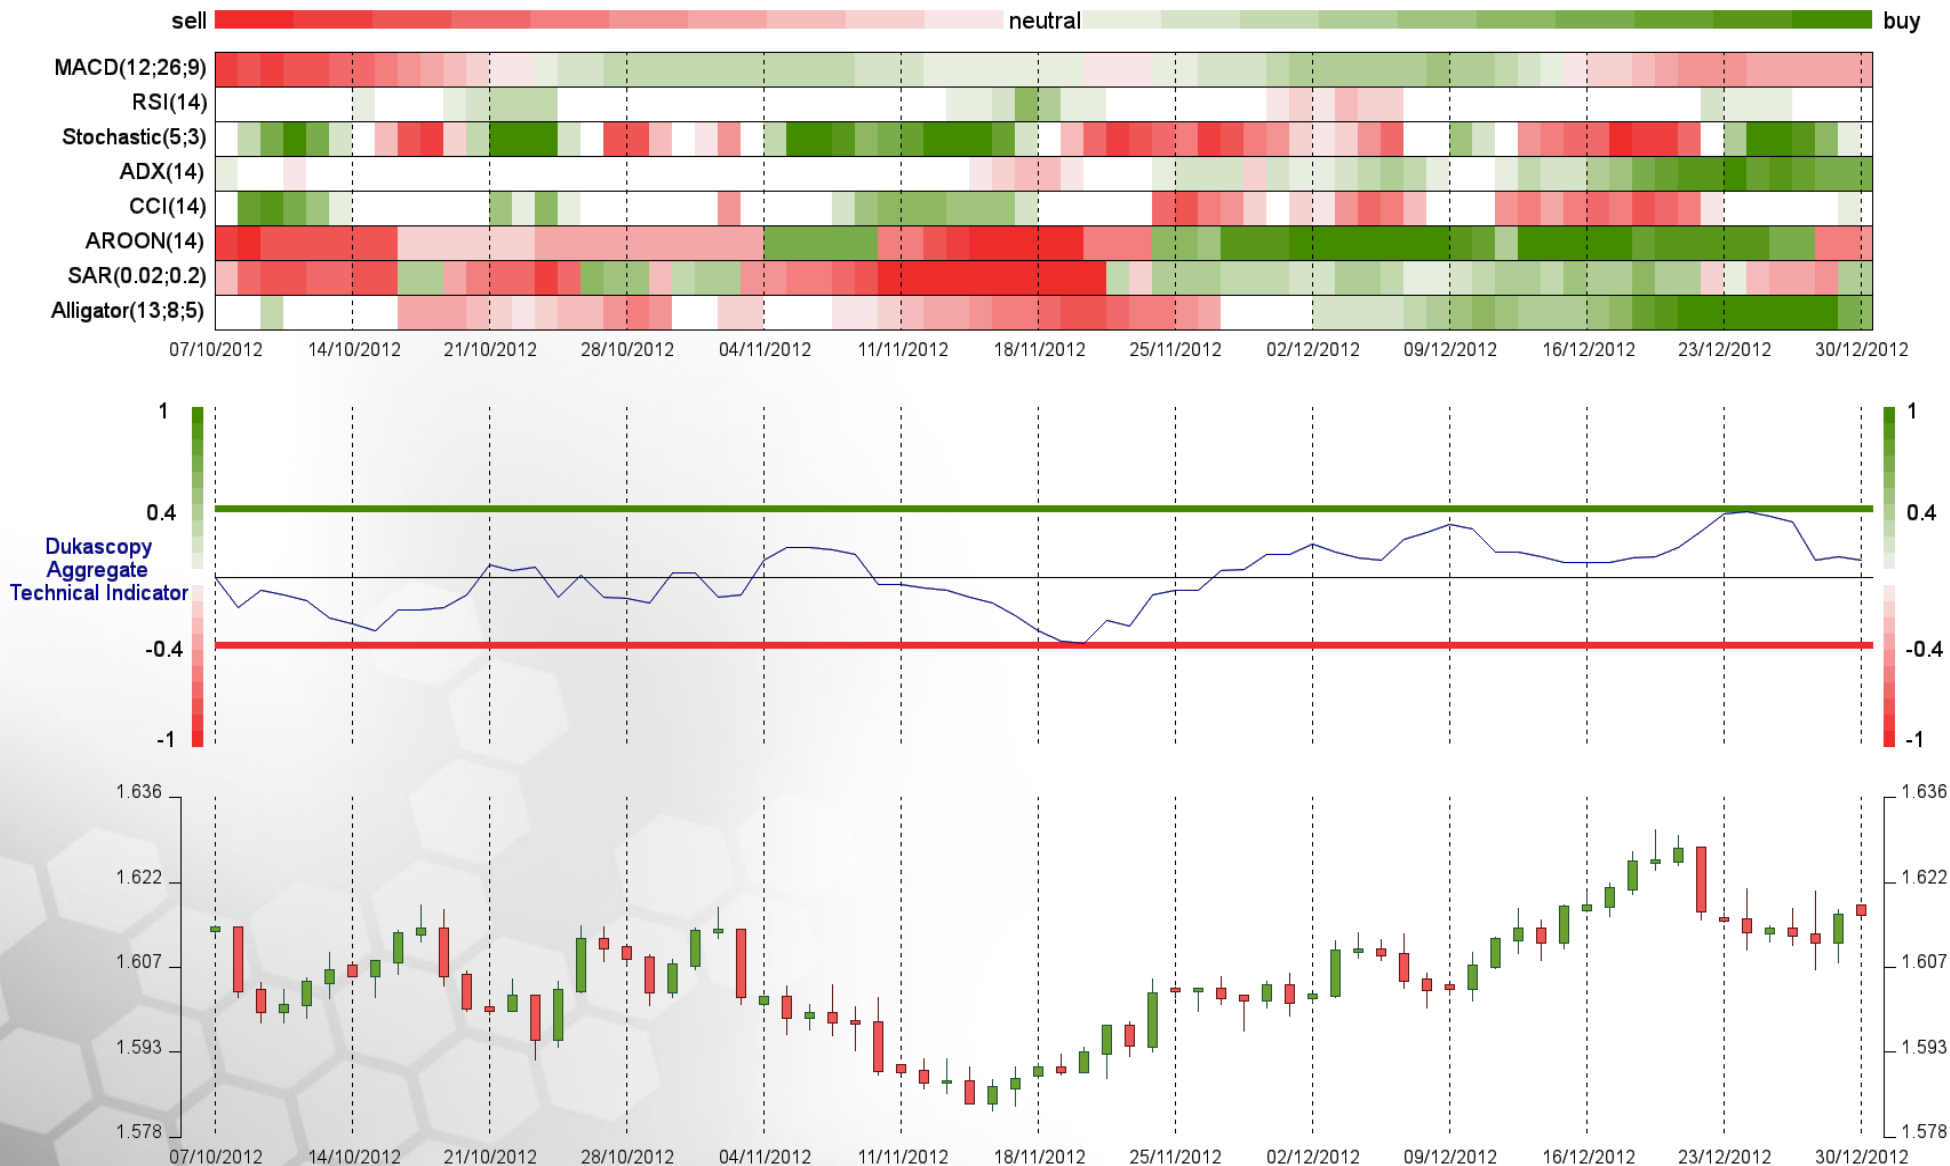 sell neutral buy
MACD(12;26;9)
RSI(14)
Stochastic(5;3)
ADX(14)
CCI(14)
AROON(14)
SAR(0.02;0.2)
Alligator(13;8;5)
07/10/2012 14/10/2012 21/10/2012 28/10/2012 04/11/2012 11/11/2012 18/11/2012 25/11/2012 02/12/2012 09/12/2012 16/12/2012 23/12/2012 30/12/2012
1 1
0.4 0.4
Dukascopy
Aggregate
Technical Indicator
-0.4 -0.4
-1 -1
1.636 1.636
1.622 1.622
1.607 1.607
1.593 1.593
1.578 1.578
07/10/2012 14/10/2012 21/10/2012 28/10/2012 04/11/2012 11/11/2012 18/11/2012 25/11/2012 02/12/2012 09/12/2012 16/12/2012 23/12/2012 30/12/2012